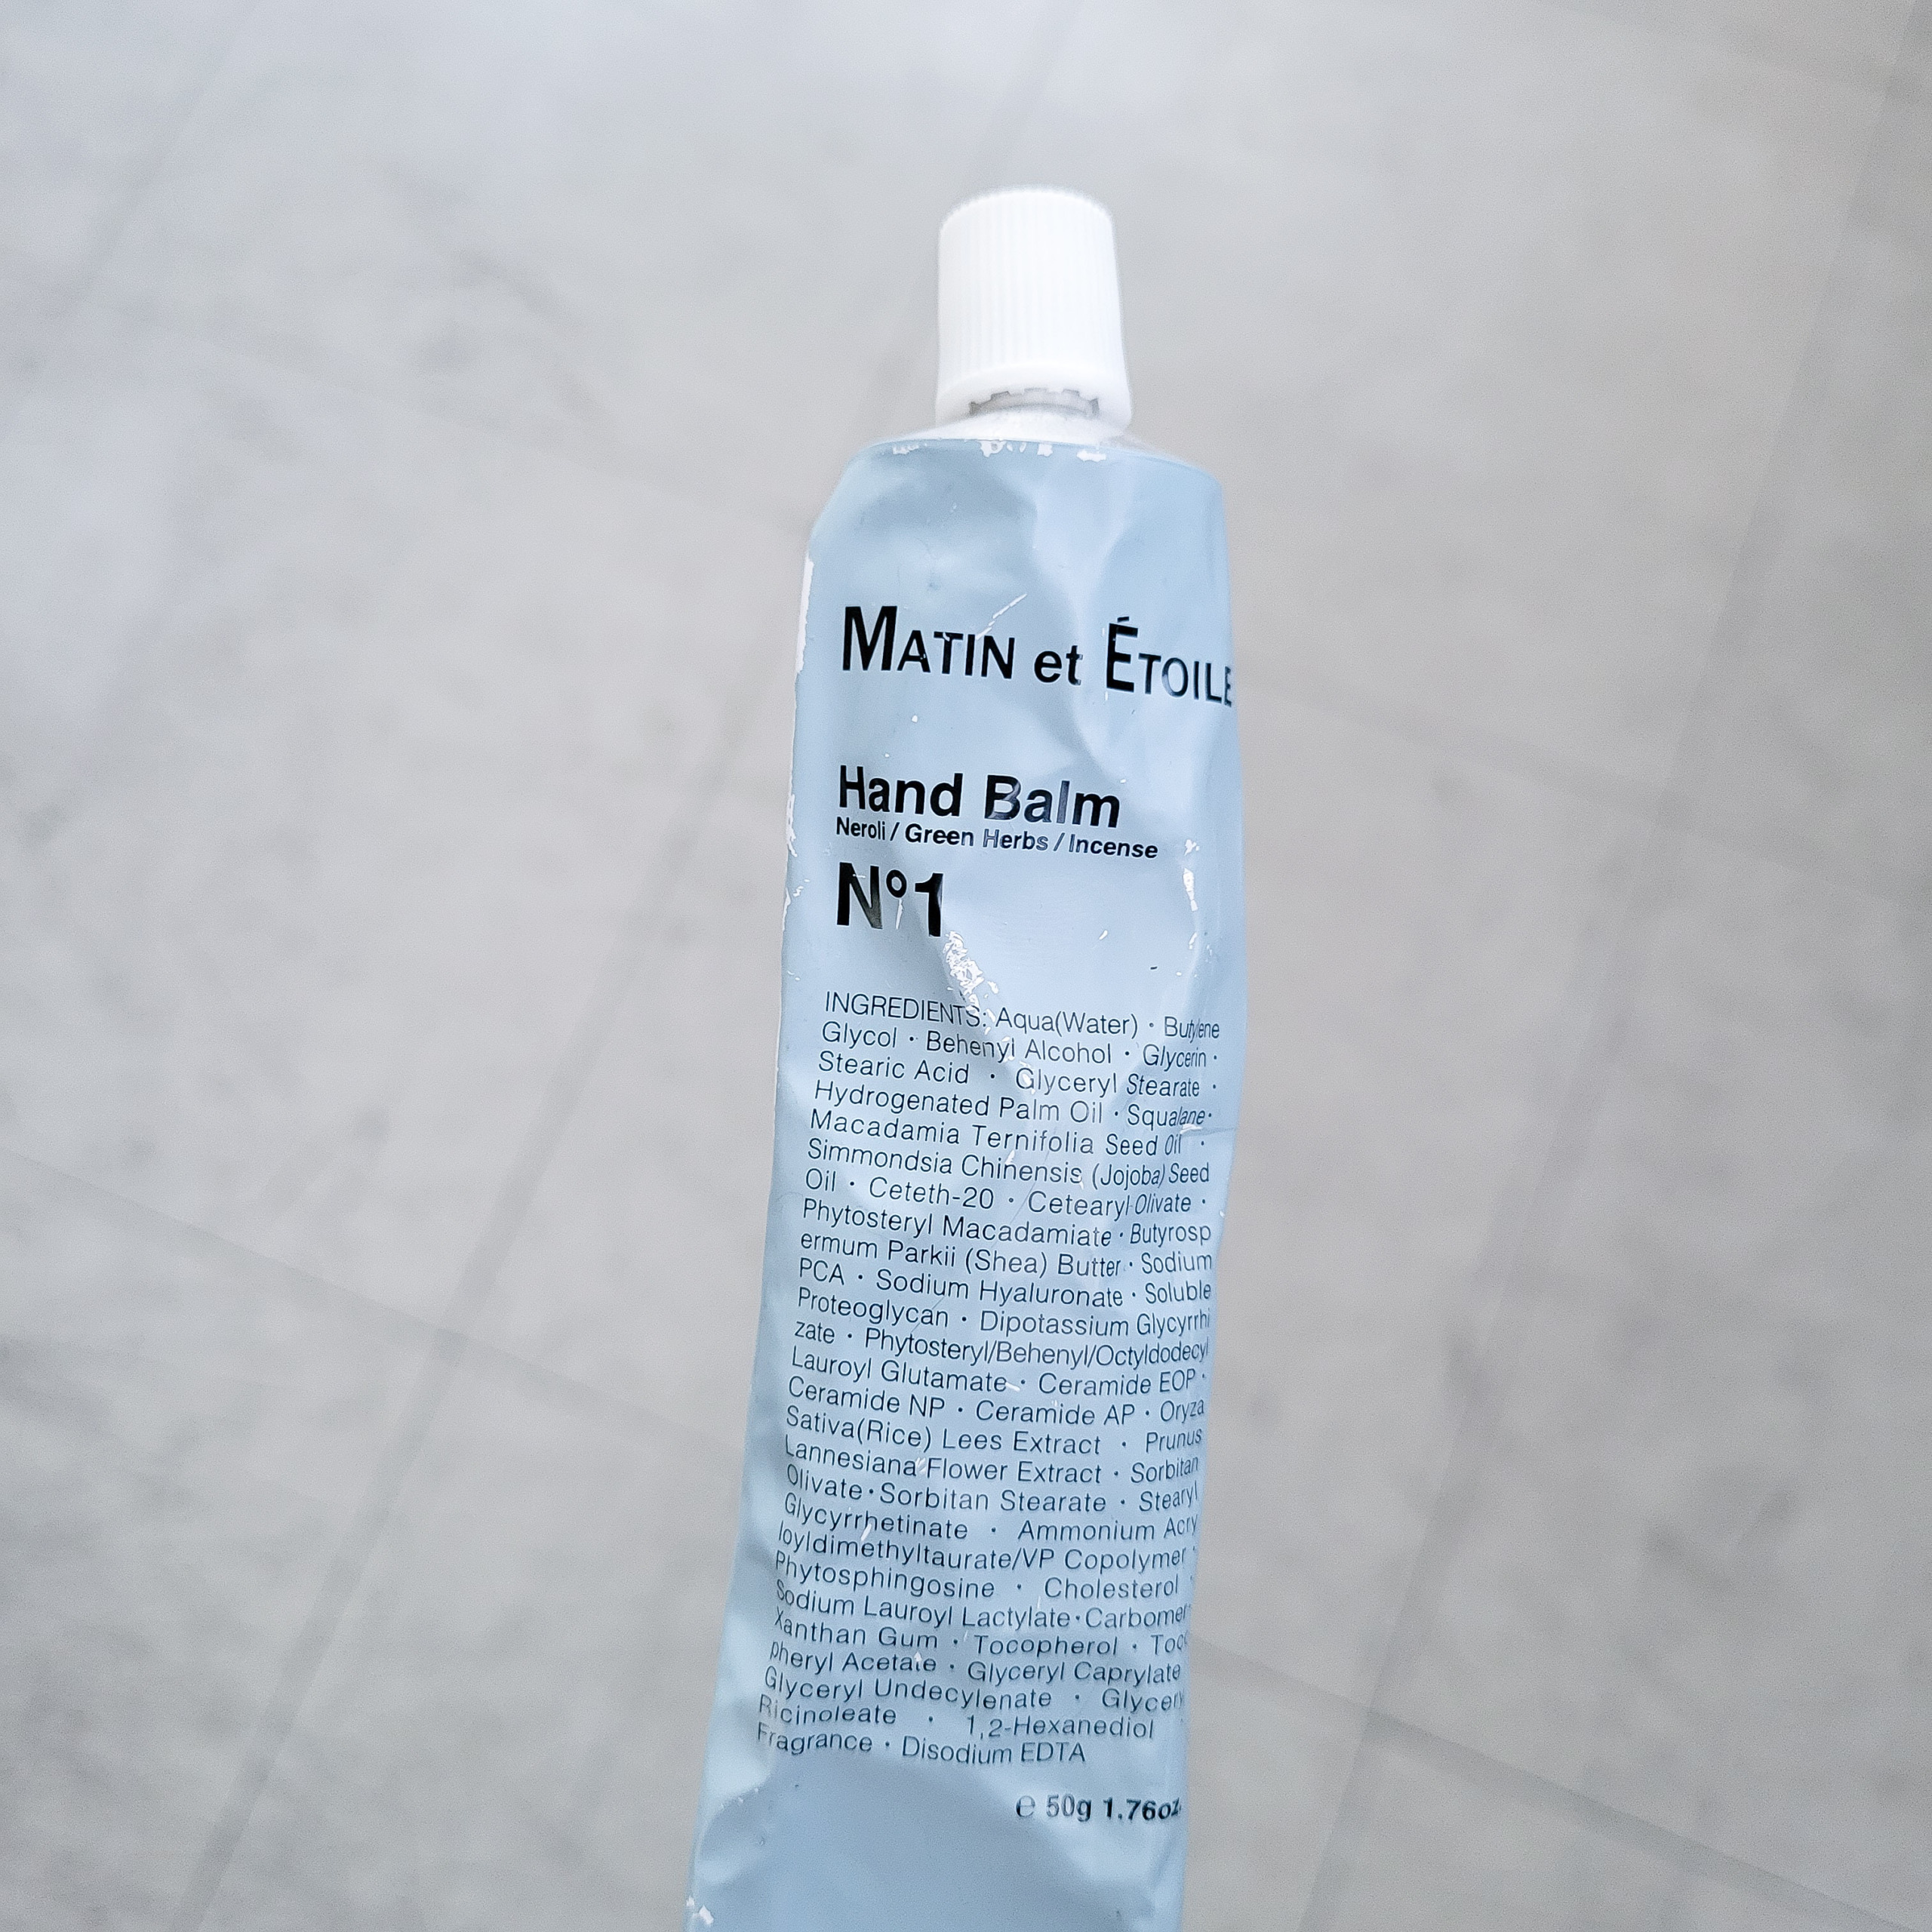 MATIN et ÉTOILE
Hand Balm
Neroli / Green Herbs / Incense
Nº1
INGREDIENTS: Aqua(Water) · Butylene
Glycol · Behenyl Alcohol · Glycerin ·
Stearic Acid · Glyceryl Stearate ·
Hydrogenated Palm Oil · Squalane·
Macadamia Ternifolia Seed Oil ·
Simmondsia Chinensis (Jojoba) Seed
Oil · Ceteth-20 · Cetearyl Olivate ·
Phytosteryl Macadamiate · Butyrosp
ermum Parkii (Shea) Butter · Sodium
PCA · Sodium Hyaluronate · Soluble
Proteoglycan · Dipotassium Glycyrrhi
zate · Phytosteryl/Behenyl/Octyldodecyl
Lauroyl Glutamate · Ceramide EOP ·
Ceramide NP · Ceramide AP · Oryza
Sativa(Rice) Lees Extract · Prunus
Lannesiana Flower Extract · Sorbitan
Olivate·Sorbitan Stearate · Stearyl
Glycyrrhetinate · Ammonium Acry
loyldimethyltaurate/VP Copolymer ·
Phytosphingosine · Cholesterol ·
Sodium Lauroyl Lactylate·Carbomer·
Xanthan Gum · Tocopherol · Toco
pheryl Acetate · Glyceryl Caprylate
Glyceryl Undecylenate · Glyceryl
Ricinoleate · 1,2-Hexanediol ·
Fragrance · Disodium EDTA
℮ 50g 1.76oz.